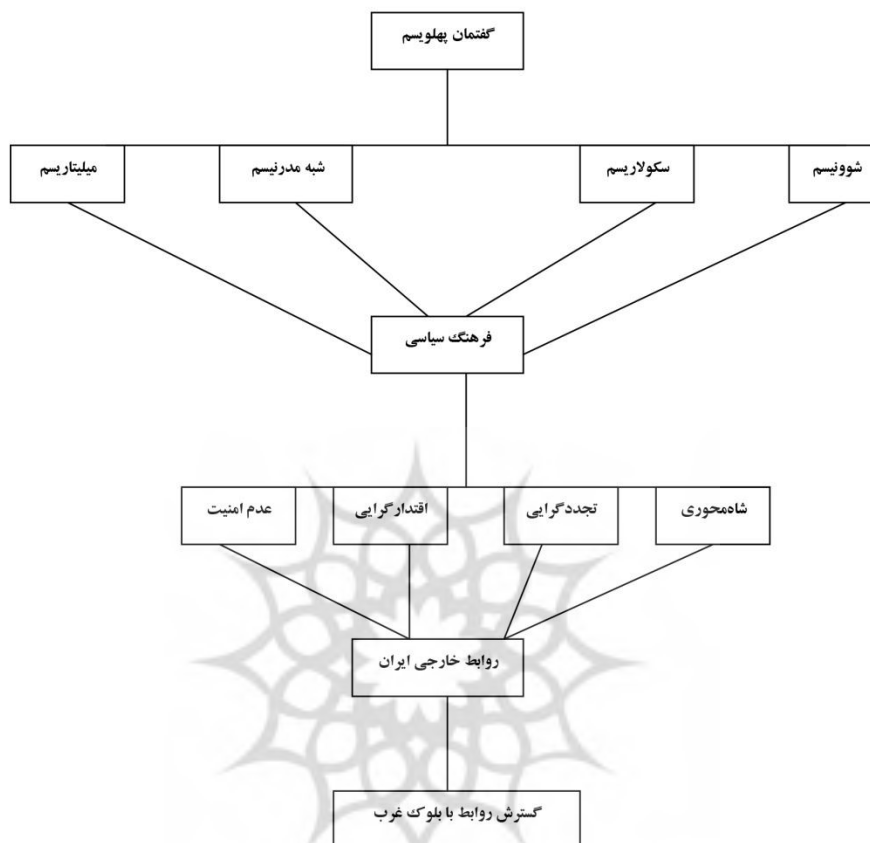 گفتمان پهلویسم
شوونیسم
سکولاریسم
شبه مدرنیسم
میلیتاریسم
فرهنگ سیاسی
شاه‌محوری
تجددگرایی
اقتدارگرایی
عدم امنیت
روابط خارجی ایران
گسترش روابط با بلوک غرب